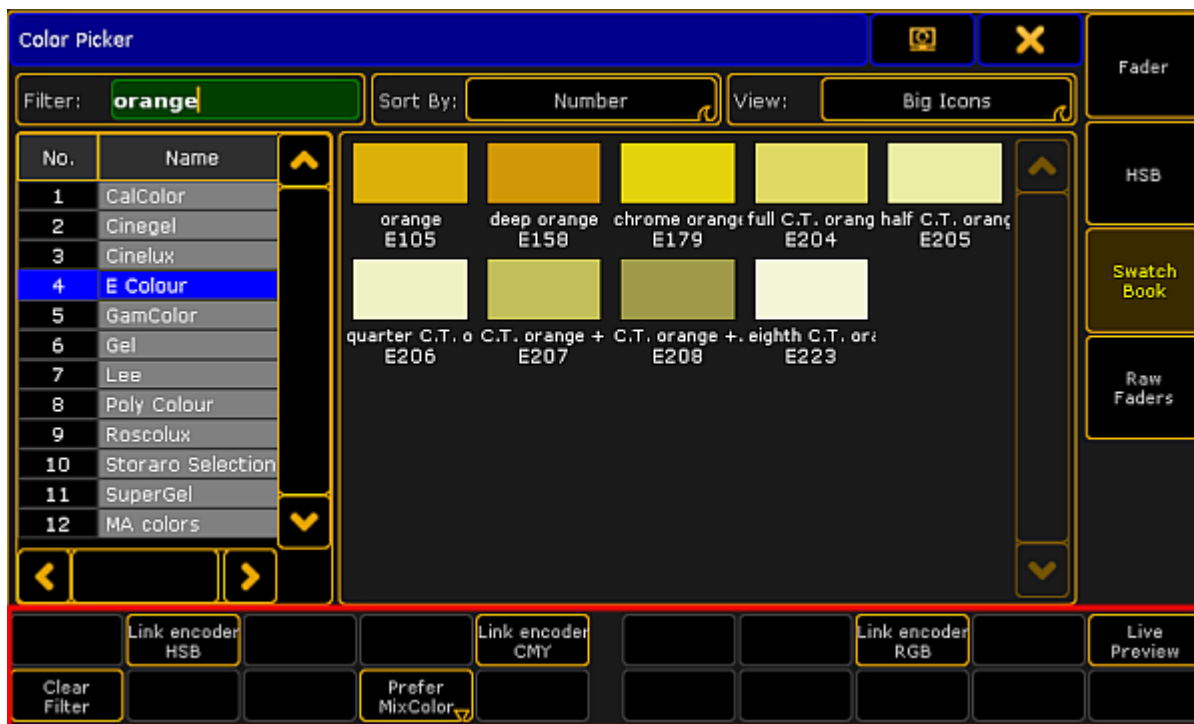 Color Picker
Fader
Filter: orange Sort By: Number View: Big Icons
No. Name
1 CalColor
2 Cinegel
3 Cinelux
4 E Colour
5 GamColor
6 Gel
7 Lee
8 Poly Colour
9 Roscolux
10 Storaro Selection
11 SuperGel
12 MA colors
orange deep orange chrome orange full C.T. orang half C.T. orang
E105 E158 E179 E204 E205
quarter C.T. o C.T. orange + C.T. orange +. eighth C.T. ora
E206 E207 E208 E223
HSB
Swatch
Book
Raw
Faders
Link encoder
HSB
Link encoder
CMY
Link encoder
RGB
Live
Preview
Clear
Filter
Prefer
MixColor